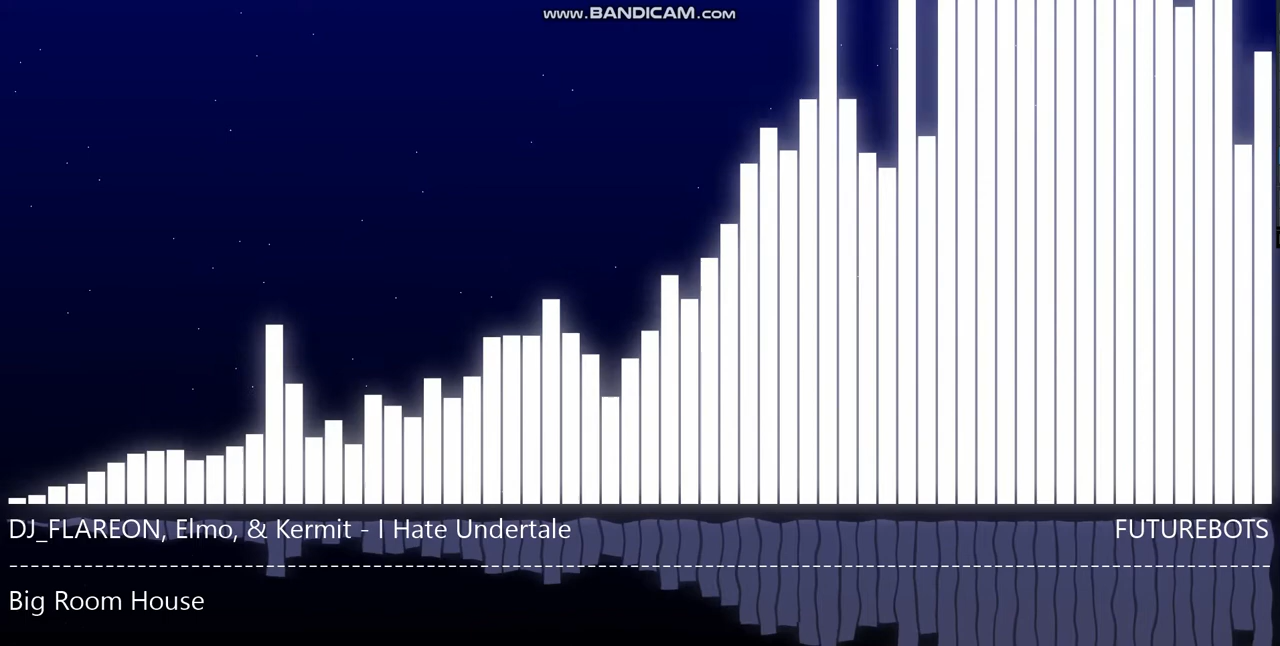 www.BANDICAM.com
DJ_FLAREON, Elmo, & Kermit - I Hate Undertale
FUTUREBOTS
Big Room House